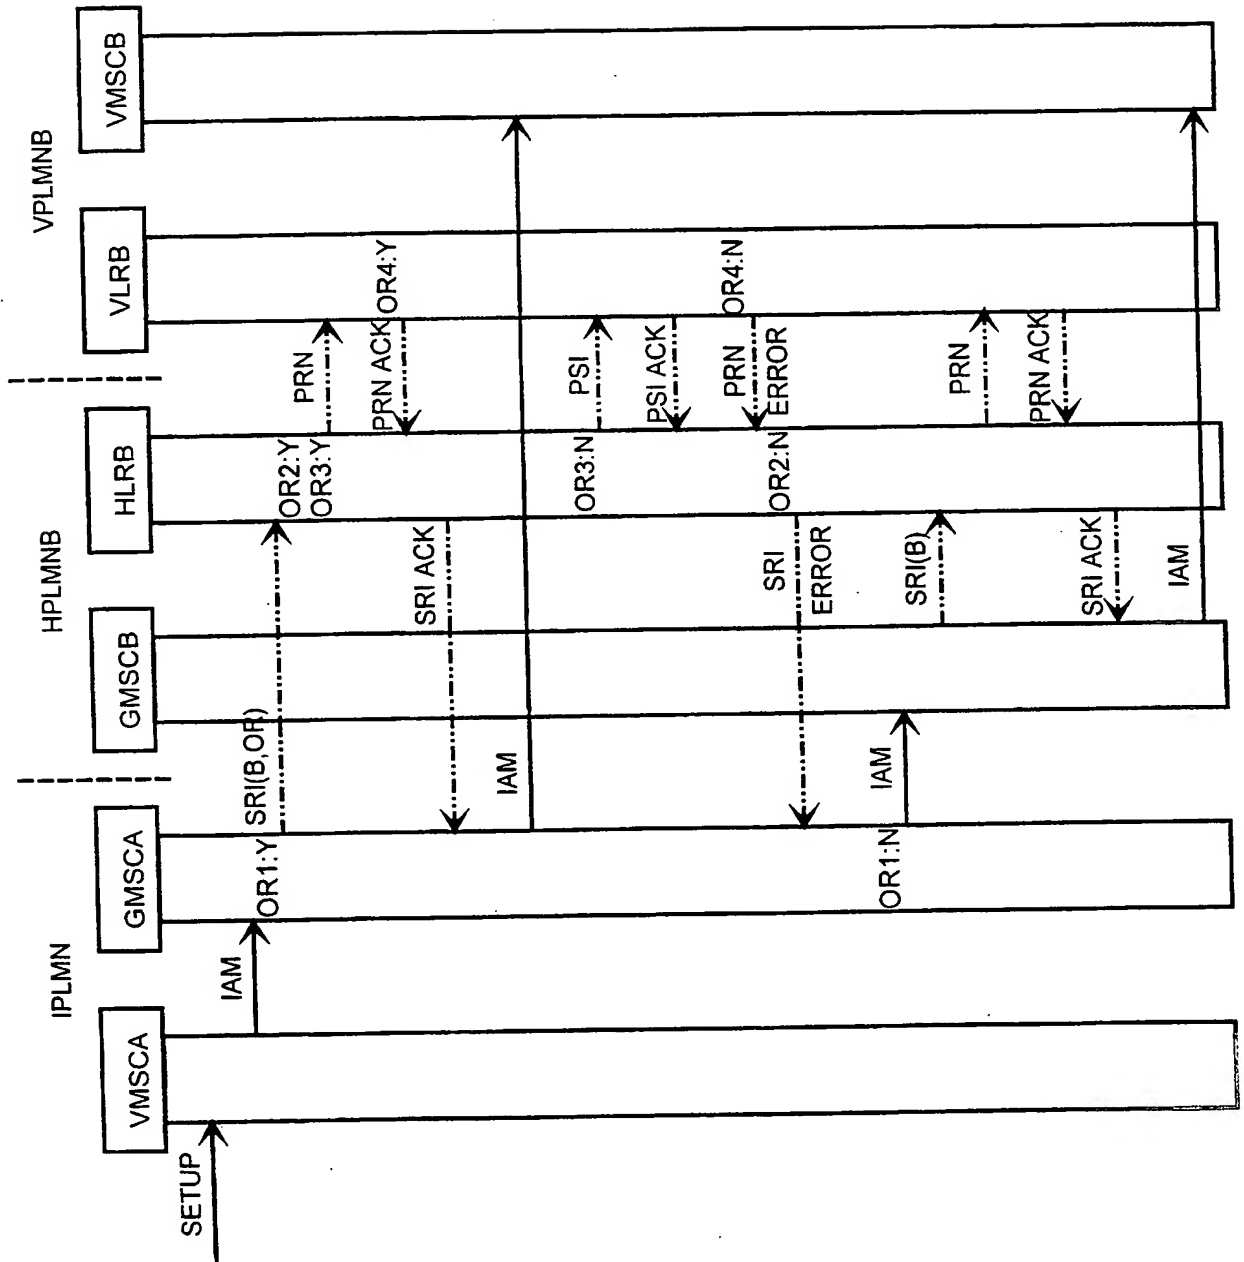 IPLMN
HPLMNB
VPLMNB
VMSCA
GMSCA
GMSCB
HLRB
VLRB
VMSCB
SETUP
IAM
OR1:Y
SRI(B,OR)
OR2:Y
OR3:Y
PRN
PRN ACK
OR4:Y
SRI ACK
IAM
OR3:N
PSI
PSI ACK
PRN
ERROR
OR4:N
OR2:N
SRI
ERROR
OR1:N
IAM
SRI(B)
PRN
PRN ACK
SRI ACK
IAM